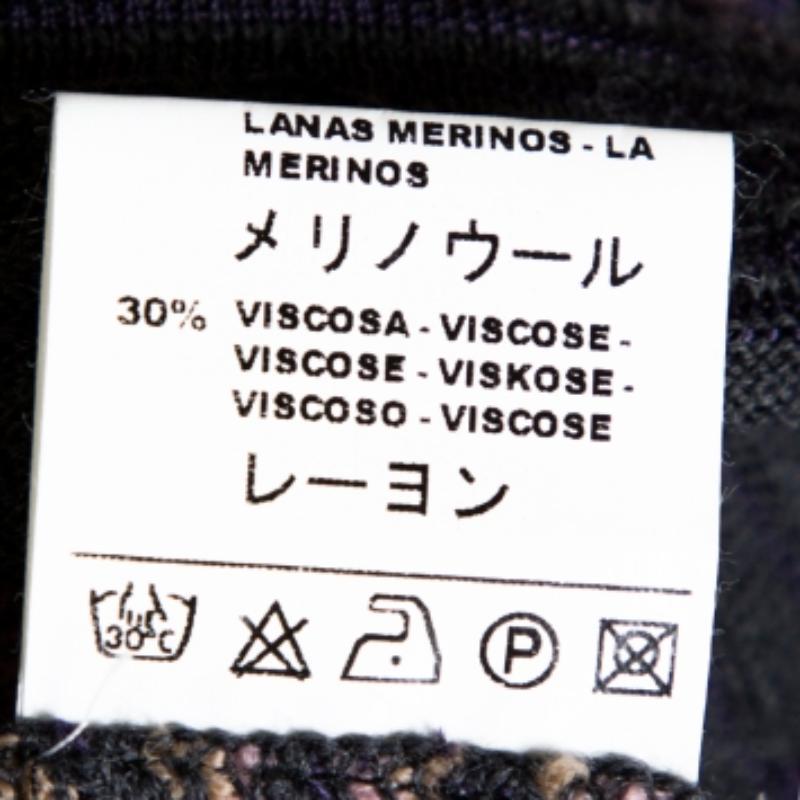 LANAS MERINOS - LA
MERINOS
メリノウール
30% VISCOSA - VISCOSE -
VISCOSE - VISKOSE -
VISCOSO - VISCOSE
レーヨン
30°C
P